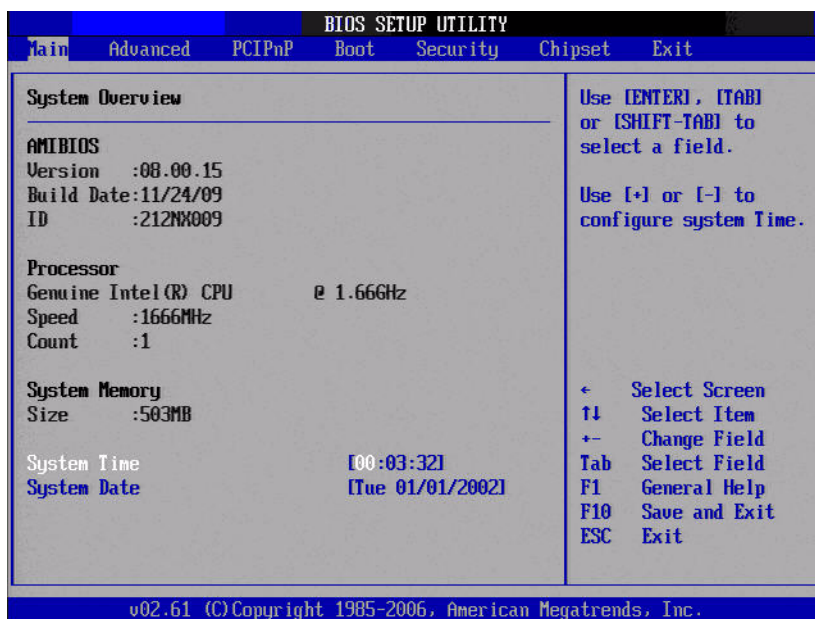 BIOS SETUP UTILITY
Main Advanced PCIPnP Boot Security Chipset Exit
System Overview
AMIBIOS
Version :08.00.15
Build Date:11/24/09
ID :212NX009
Processor
Genuine Intel(R) CPU @ 1.66GHz
Speed :1666MHz
Count :1
System Memory
Size :503MB
System Time [00:03:32]
System Date [Tue 01/01/2002]
Use [ENTER], [TAB]
or [SHIFT-TAB] to
select a field.
Use [+] or [-] to
configure system Time.
← Select Screen
↑↓ Select Item
+- Change Field
Tab Select Field
F1 General Help
F10 Save and Exit
ESC Exit
v02.61 (C)Copyright 1985-2006, American Megatrends, Inc.